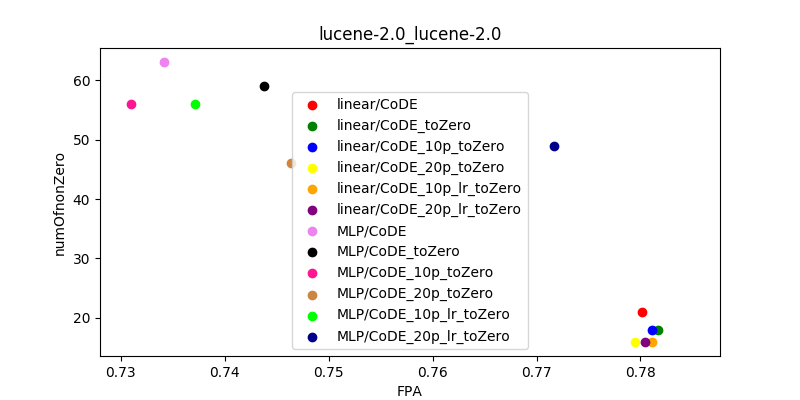 lucene-2.0_lucene-2.0
numOfnonZero
60
50
40
30
20
linear/CoDE
linear/CoDE_toZero
linear/CoDE_10p_toZero
linear/CoDE_20p_toZero
linear/CoDE_10p_lr_toZero
linear/CoDE_20p_lr_toZero
MLP/CoDE
MLP/CoDE_toZero
MLP/CoDE_10p_toZero
MLP/CoDE_20p_toZero
MLP/CoDE_10p_lr_toZero
MLP/CoDE_20p_lr_toZero
0.73 0.74 0.75 0.76 0.77 0.78
FPA